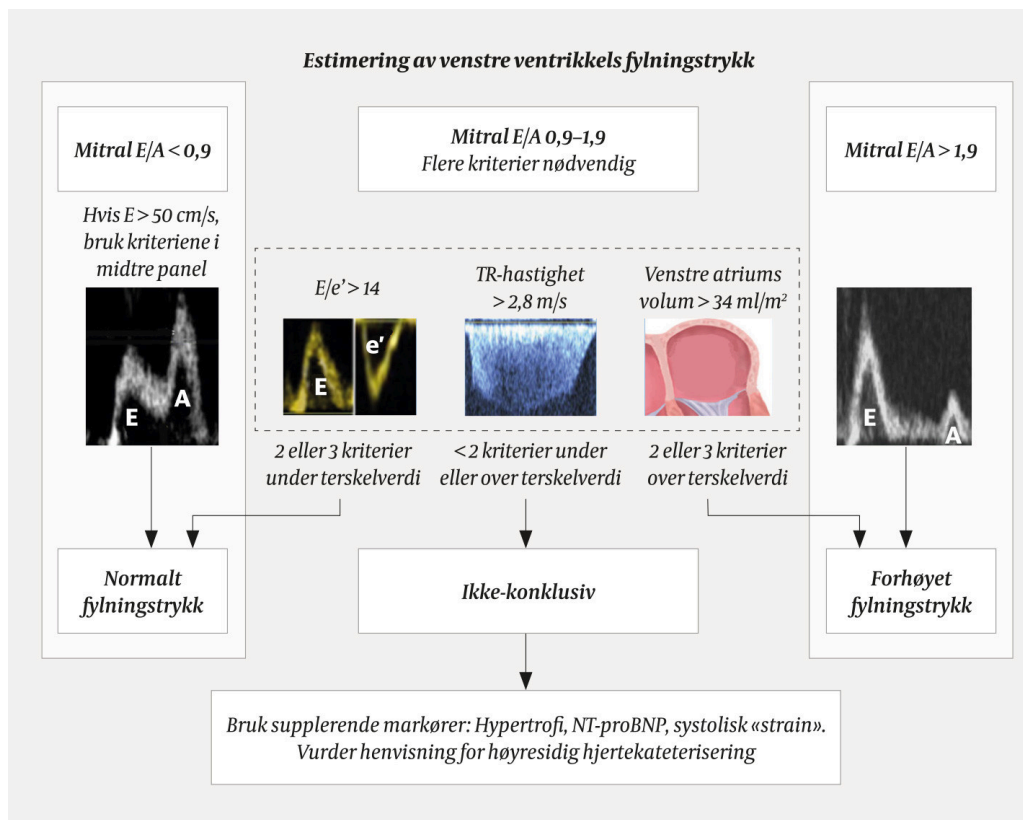 Estimering av venstre ventrikkels fylningstrykk
Mitral E/A < 0,9
Hvis E > 50 cm/s,
bruk kriteriene i
midtre panel
E
A
Mitral E/A 0,9–1,9
Flere kriterier nødvendig
E/e’ > 14
E
e’
TR-hastighet
> 2,8 m/s
Venstre atriums
volum > 34 ml/m²
Mitral E/A > 1,9
E
A
2 eller 3 kriterier
under terskelverdi
< 2 kriterier under
eller over terskelverdi
2 eller 3 kriterier
over terskelverdi
Normalt
fylningstrykk
Ikke-konklusiv
Forhøyet
fylningstrykk
Bruk supplerende markører: Hypertrofi, NT-proBNP, systolisk «strain».
Vurder henvisning for høyresidig hjertekateterisering